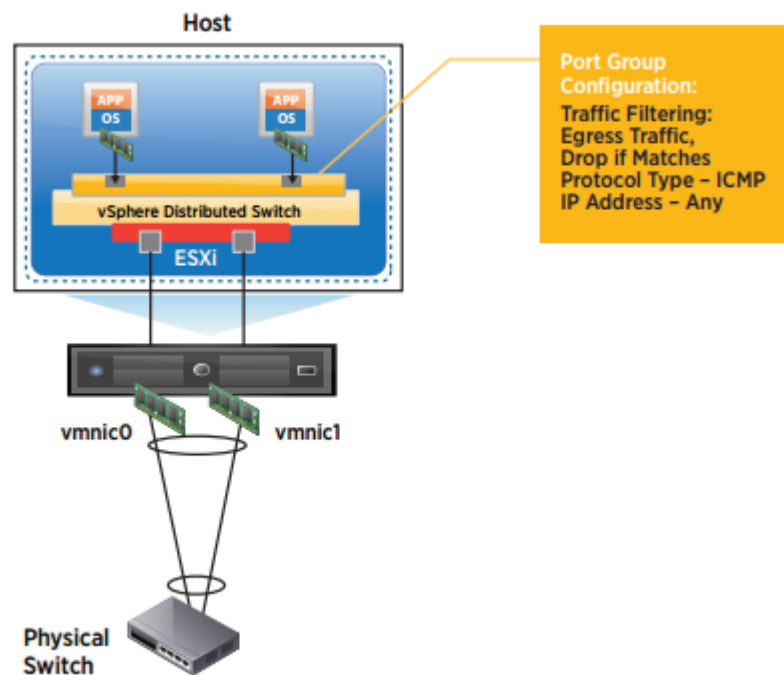 Host
Port Group
Configuration:
Traffic Filtering:
Egress Traffic,
Drop if Matches
Protocol Type – ICMP
IP Address – Any
APP
OS
APP
OS
vSphere Distributed Switch
ESXi
vmnic0
vmnic1
Physical
Switch